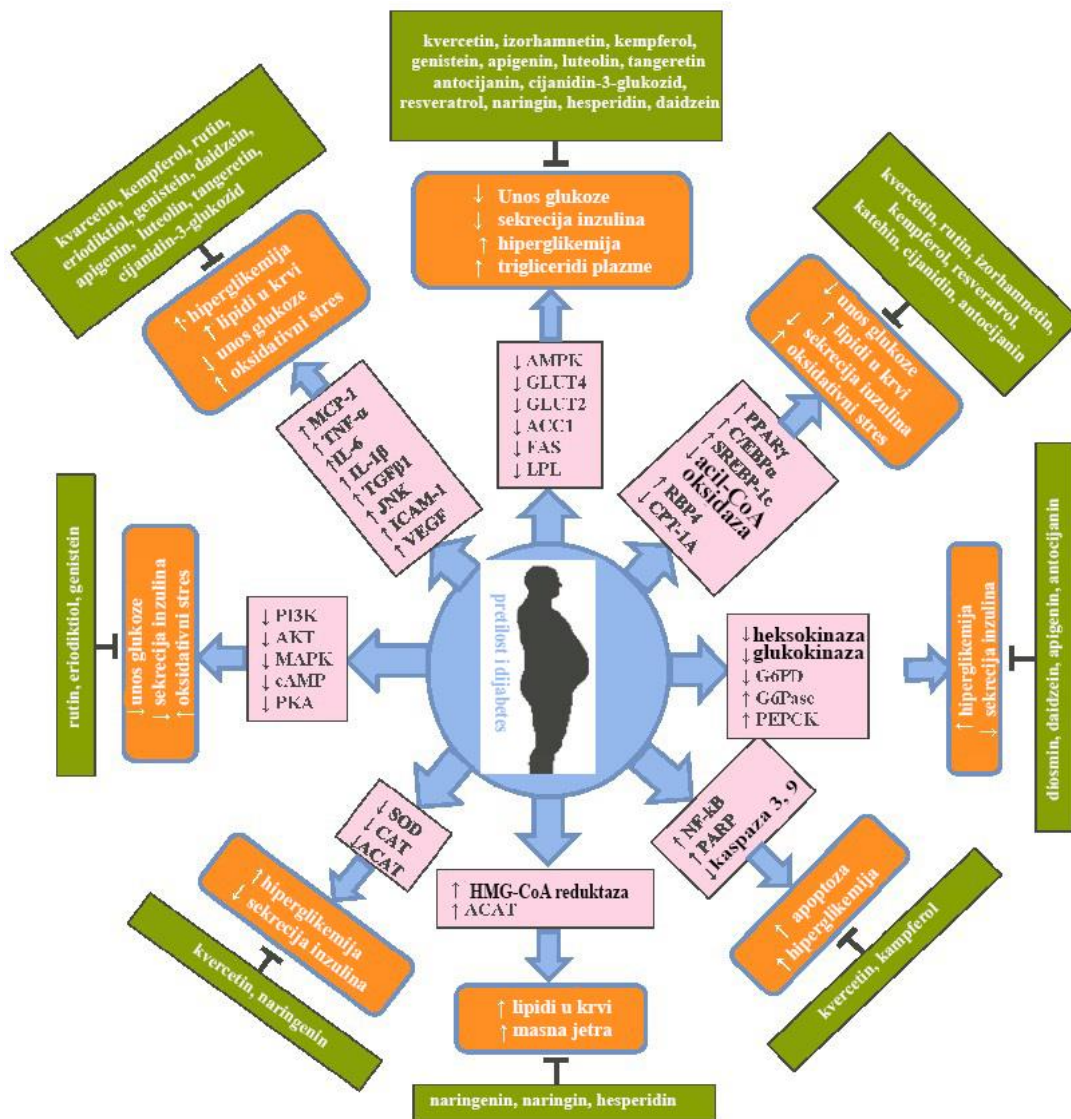 kvercetin, izorhamnetin, kempferol,
genistein, apigenin, luteolin, tangeretin
antocijanin, cijanidin-3-glukozid,
resveratrol, naringin, hesperidin, daidzein
↓ Unos glukoze
↓ sekrecija inzulina
↑ hiperglikemija
↑ trigliceridi plazme
↓ AMPK
↓ GLUT4
↓ GLUT2
↓ ACC1
↓ FAS
↓ LPL
kvercetin, rutin, izorhamnetin,
kempferol, resveratrol,
katehin, cijanidin, antocijanin
↓ unos glukoze
↑ lipidi u krvi
↓ sekrecija inzulina
↑ oksidativni stres
↑ PPARγ
↑ C/EBPα
↑ SREBP-1c
↓ acil-CoA
oksidaza
↑ RBP4
↓ CPT-1A
diosmin, daidzein, apigenin, antocijanin
↑ hiperglikemija
↓ sekrecija inzulina
↓ heksokinaza
↓ glukokinaza
↓ G6PD
↑ G6Pase
↑ PEPCK
kvercetin, kampferol
↑ apoptoza
↑ hiperglikemija
↑ NF-kB
↑ PARP
↓ kaspaza 3, 9
↑ HMG-CoA reduktaza
↑ ACAT
↑ lipidi u krvi
↑ masna jetra
naringenin, naringin, hesperidin
↓ SOD
↓ CAT
↓ ACAT
↑ hiperglikemija
↓ sekrecija inzulina
kvercetin, naringenin
↓ PI3K
↓ AKT
↓ MAPK
↓ cAMP
↓ PKA
↓ unos glukoze
↓ sekrecija inzulina
↑ oksidativni stres
rutin, eriodiktiol, genistein
↑ MCP-1
↑ TNF-α
↑ IL-6
↑ IL-1β
↑ TGFβ1
↑ JNK
↑ ICAM-1
↑ VEGF
↑ hiperglikemija
↑ lipidi u krvi
↓ unos glukoze
↑ oksidativni stres
kvarcetin, kempferol, rutin,
eriodiktiol, genistein, daidzein,
apigenin, luteolin, tangeretin,
cijanidin-3-glukozid
pretilost i dijabetes